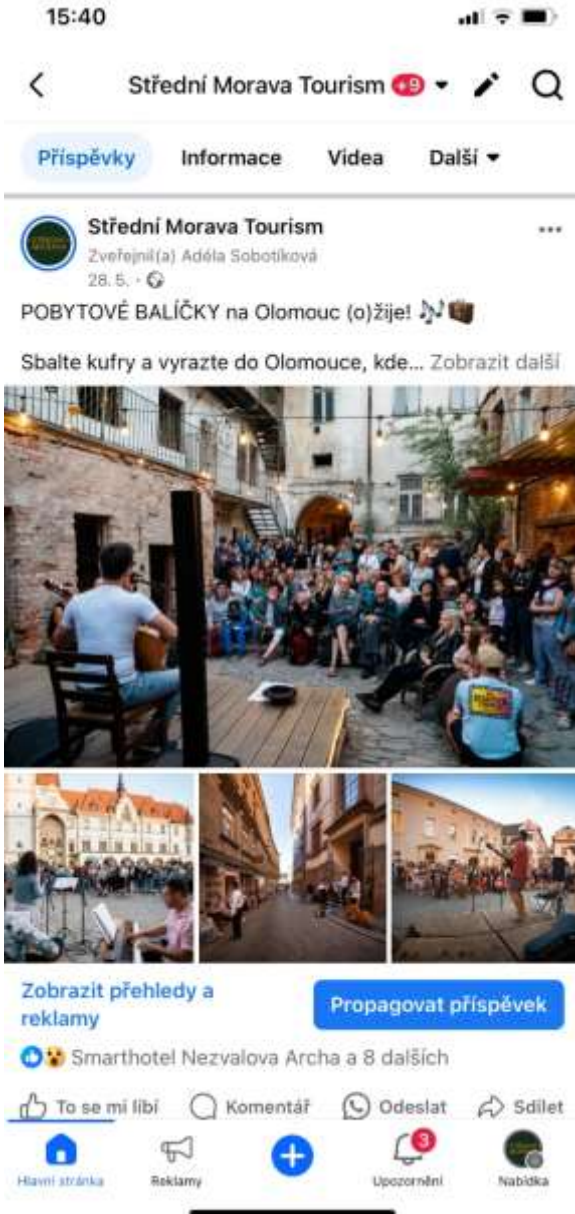 15:40
Střední Morava Tourism +9
Příspěvky Informace Videa Další
Střední Morava Tourism
Zveřejnil(a) Adéla Sobotíková
28. 5. ·
POBYTOVÉ BALÍČKY na Olomouc (o)žije!
Sbalte kufry a vyrazte do Olomouce, kde... Zobrazit další
Zobrazit přehledy a
reklamy
Propagovat příspěvek
Smarthotel Nezvalova Archa a 8 dalších
To se mi líbí Komentář Odeslat Sdílet
3
Hlavní stránka Reklamy Upozornění Nabídka